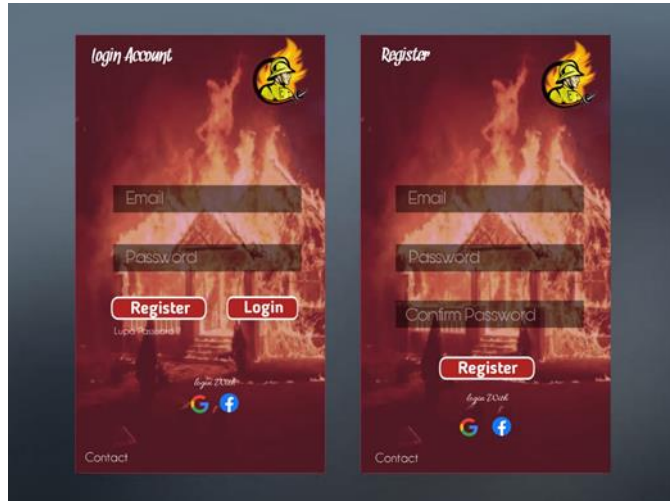 Login Account
Email
Password
Register
Login
Lupa Password ?
login With
Contact
Register
Email
Password
Confirm Password
Register
login With
Contact